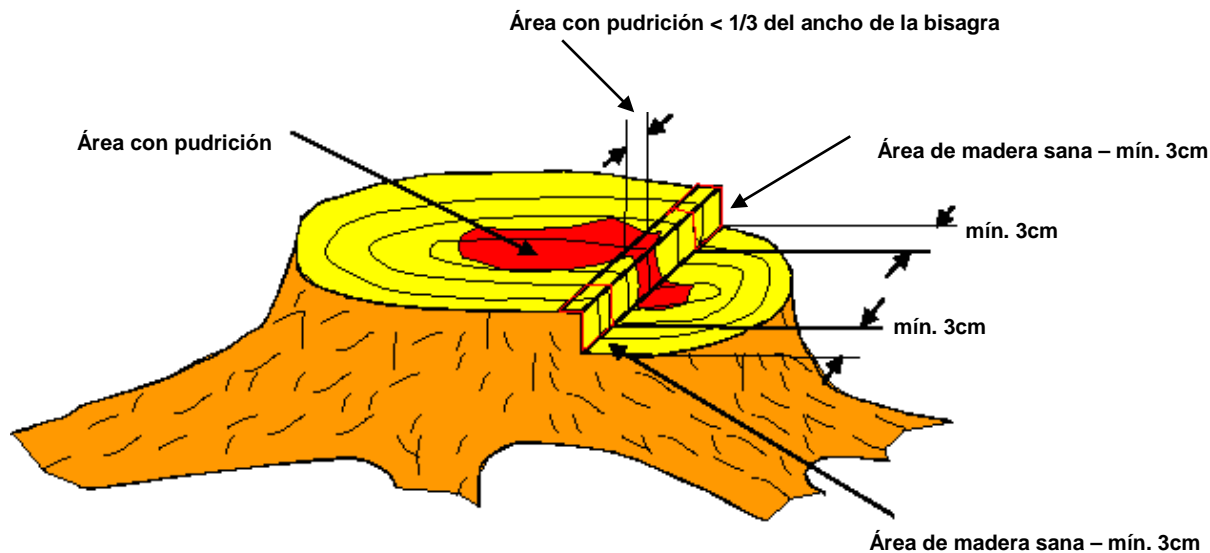 Área con pudrición < 1/3 del ancho de la bisagra
Área con pudrición
Área de madera sana – mín. 3cm
mín. 3cm
mín. 3cm
Área de madera sana – mín. 3cm